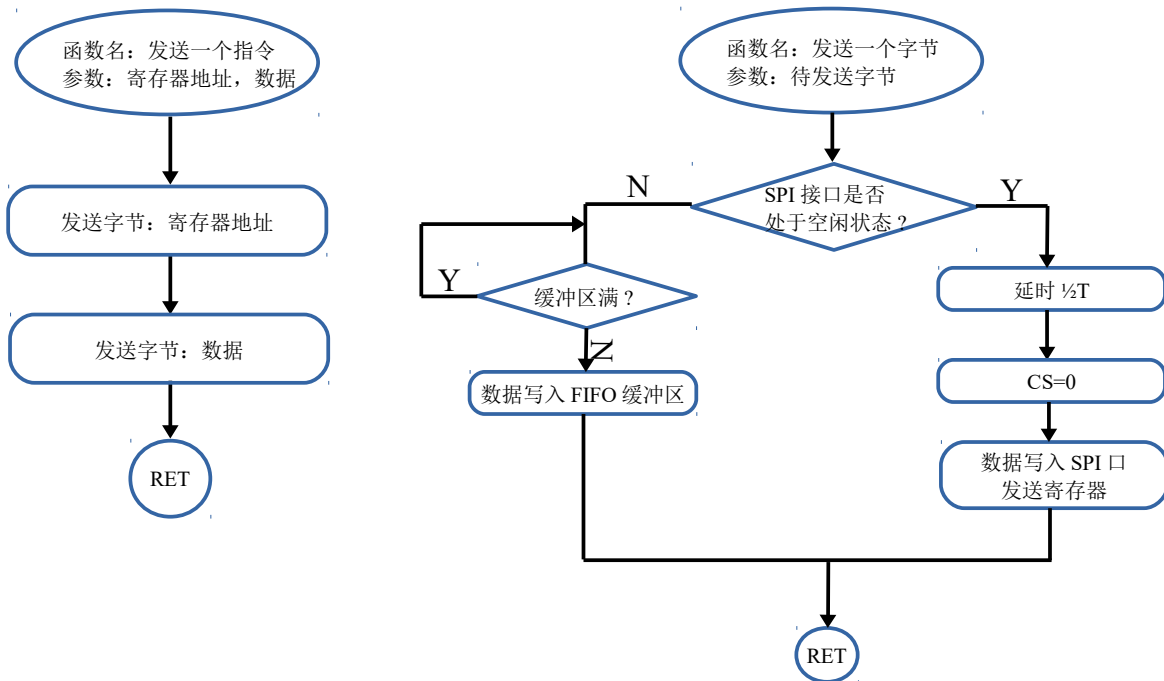 函数名：发送一个指令
参数：寄存器地址，数据
发送字节：寄存器地址
发送字节：数据
RET
函数名：发送一个字节
参数：待发送字节
SPI 接口是否
处于空闲状态？
N
Y
缓冲区满？
Y
N
数据写入 FIFO 缓冲区
延时 ½T
CS=0
数据写入 SPI 口
发送寄存器
RET